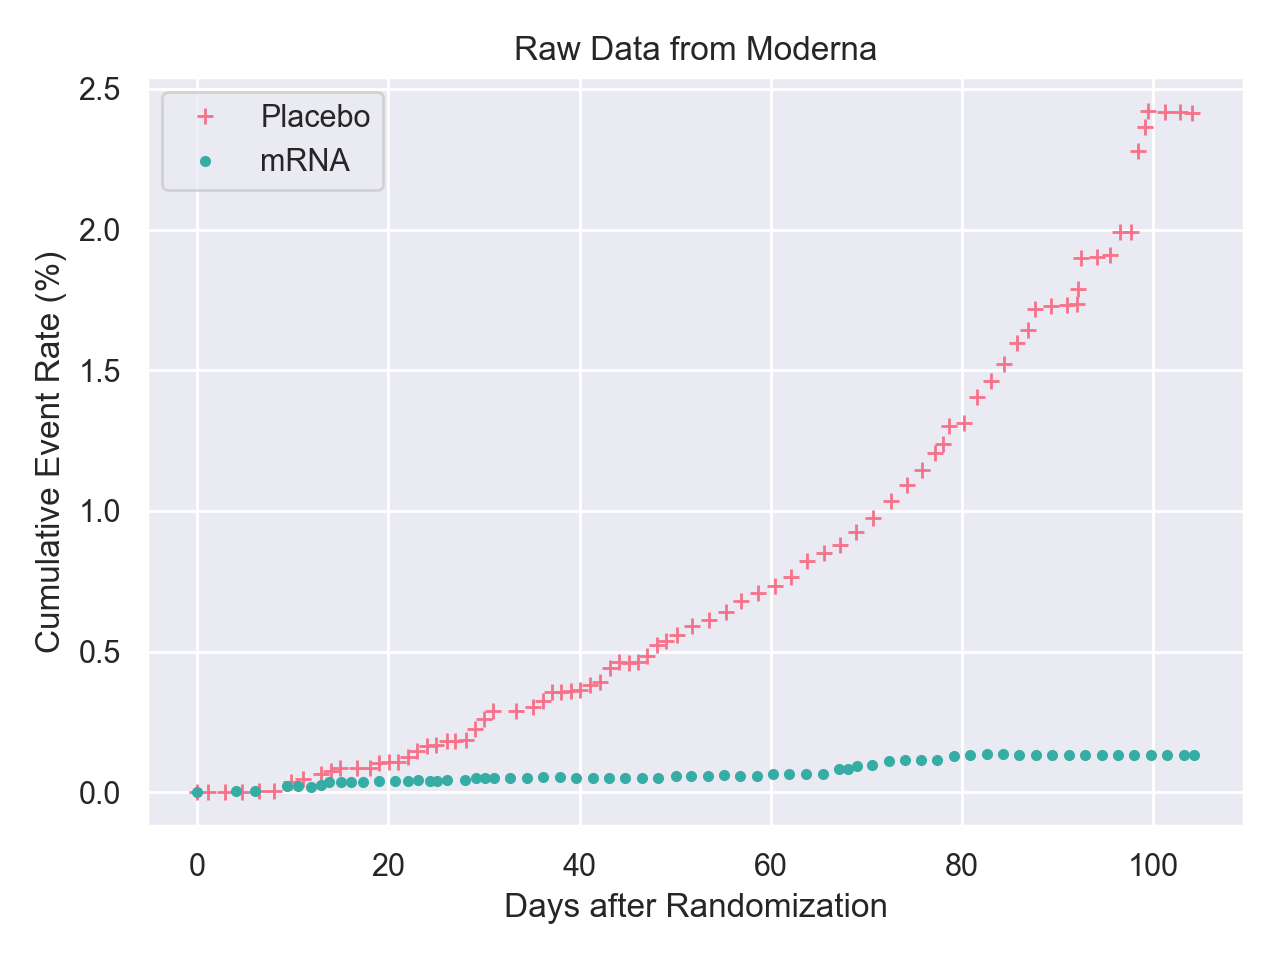 Raw Data from Moderna
Placebo
mRNA
Cumulative Event Rate (%)
2.5
2.0
1.5
1.0
0.5
0.0
0 20 40 60 80 100
Days after Randomization